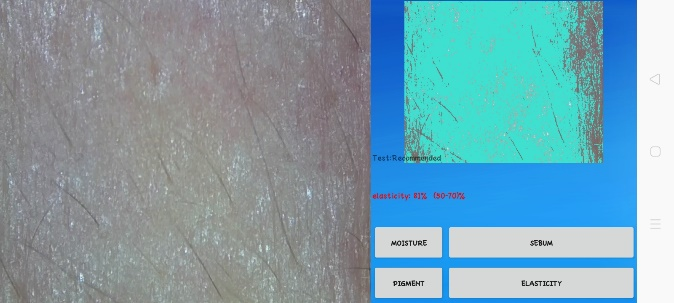 Test:Recommended
elasticity: 61% (50-70)%
MOISTURE
SEBUM
PIGMENT
ELASTICITY